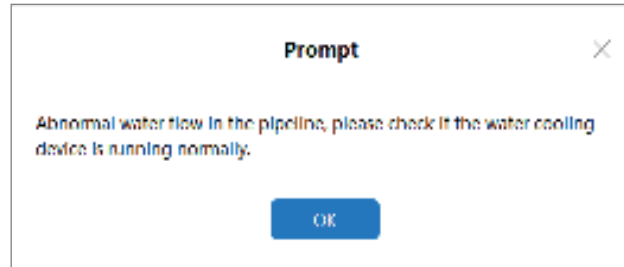 Prompt
Abnormal water flow in the pipeline, please check if the water cooling
device is running normally.
OK